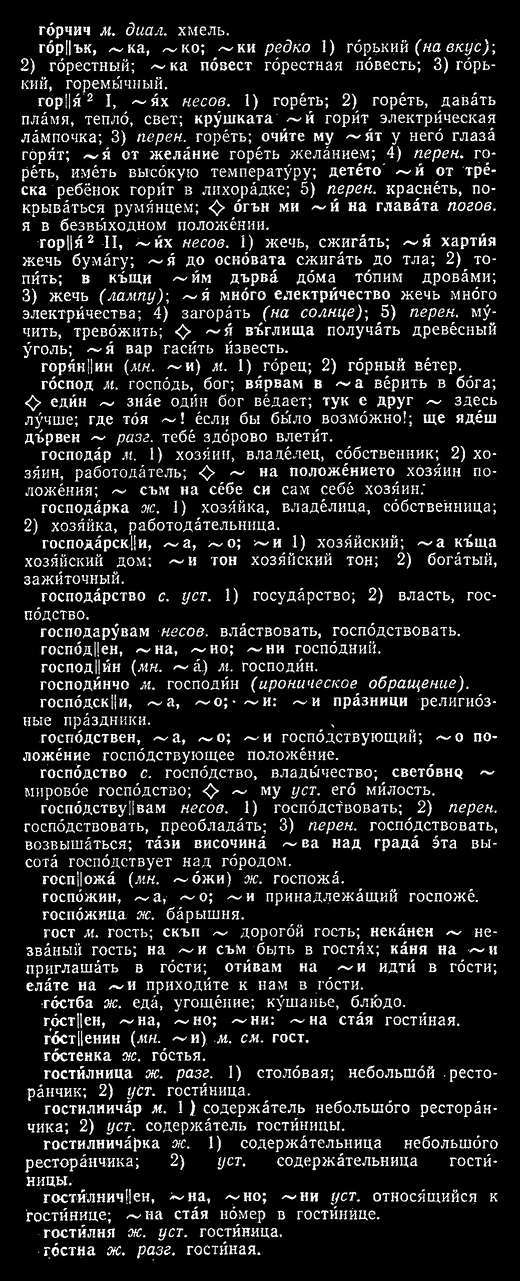 го́рчич м. диал. хмель.
го́р||ък, ~ка, ~ко; ~ки редко 1) го́рький (на вкус);
2) го́рестный; ~ка по́вест го́рестная по́весть; 3) го́рь-
кий, горемы́чный.
гор||я́² I, ~я́х несов. 1) горе́ть; 2) горе́ть, дава́ть
пла́мя, тепло́, свет; кру́шката ~и́ гори́т электри́ческая
ла́мпочка; 3) перен. горе́ть; очи́те му ~я́т у него́ глаза́
горя́т; ~я́ от жела́ние горе́ть жела́нием; 4) перен. го-
ре́ть, име́ть высо́кую температу́ру; дете́то ~и́ от тре́-
ска ребёнок гори́т в лихора́дке; 5) перен. красне́ть, по-
крыва́ться румя́нцем; ◇ о́гън ми ~и́ на глава́та погов.
я в безвы́ходном положе́нии.
гор||я́² II, ~и́х несов. 1) жечь, сжига́ть; ~я́ харти́я
жечь бума́гу; ~я́ до осно́вата сжига́ть до тла; 2) то-
пи́ть; в къ́щи ~и́м дърва́ до́ма то́пим дрова́ми;
3) жечь (ла́мпу); ~я́ мно́го електри́чество жечь мно́го
электри́чества; 4) загора́ть (на со́лнце); 5) перен. му́-
чить, трево́жить; ◇ ~я́ въ́глища получа́ть древе́сный
у́голь; ~я́ вар гаси́ть и́звесть.
горя́н||ин (мн. ~и) м. 1) го́рец; 2) го́рный ве́тер.
го́спод м. госпо́дь, бог; вя́рвам в ~а ве́рить в бо́га;
◇ еди́н ~ зна́е оди́н бог ве́дает; тук е друг ~ здесь
лу́чше; где то́я ~! е́сли бы бы́ло возмо́жно!; ще яде́ш
дъ́рвен ~ разг. тебе́ здо́рово влети́т.
господа́р м. 1) хозя́ин, владе́лец, со́бственник; 2) хо-
зя́ин, работода́тель; ◇ ~ на положе́нието хозя́ин по-
ложе́ния; ~ съм на се́бе си сам себе́ хозя́ин.
господа́рка ж. 1) хозя́йка, владе́лица, со́бственница;
2) хозя́йка, работода́тельница.
господа́рск||и, ~а, ~о; ~и 1) хозя́йский; ~а къ́ща
хозя́йский дом; ~и тон хозя́йский тон; 2) бога́тый,
зажи́точный.
господа́рство с. уст. 1) госуда́рство; 2) власть, гос-
по́дство.
господару́вам несов. вла́ствовать, госпо́дствовать.
госпо́д||ен, ~на, ~но; ~ни госпо́дний.
господ||и́н (мн. ~а́) м. господи́н.
господи́нчо м. господи́н (ирони́ческое обраще́ние).
госпо́дск||и, ~а, ~о; ~и: ~и пра́зници религио́з-
ные пра́здники.
госпо́дствен, ~а, ~о; ~и госпо́дствующий; ~о по-
ложе́ние госпо́дствующее положе́ние.
госпо́дство с. госпо́дство, влады́чество; свето́вно ~
мирово́е госпо́дство; ◇ ~ му уст. его́ ми́лость.
госпо́дству||вам несов. 1) госпо́дствовать; 2) перен.
госпо́дствовать, преоблада́ть; 3) перен. госпо́дствовать,
возвыша́ться; та́зи височина́ ~ва над града́ э́та вы-
сота́ госпо́дствует над го́родом.
госп||ожа́ (мн. ~о́жи) ж. госпожа́.
госпо́жин, ~а, ~о; ~и принадлежа́щий госпоже́.
госпо́жица ж. ба́рышня.
гост м. гость; скъп ~ дорого́й гость; нека́нен ~ не-
зва́ный гость; на ~и съм быть в гостя́х; ка́ня на ~и
приглаша́ть в го́сти; оти́вам на ~и идти́ в го́сти;
ела́те на ~и приходи́те к нам в го́сти.
го́стба ж. еда́, угоще́ние; ку́шанье, блю́до.
го́ст||ен, ~на, ~но; ~ни: ~на ста́я гости́ная.
го́ст||енин (мн. ~и) м. см. гост.
го́стенка ж. го́стья.
гости́лница ж. разг. 1) столо́вая; небольшо́й ресто-
ра́нчик; 2) уст. гости́ница.
гостилнича́р м. 1) содержа́тель небольшо́го рестора́н-
чика; 2) уст. содержа́тель гости́ницы.
гостилнича́рка ж. 1) содержа́тельница небольшо́го
рестора́нчика; 2) уст. содержа́тельница гости́-
ницы.
гости́лнич||ен, ~на, ~но; ~ни уст. относя́щийся к
гости́нице; ~на ста́я но́мер в гости́нице.
гости́лня ж. уст. гости́ница.
го́стна ж. разг. гости́ная.